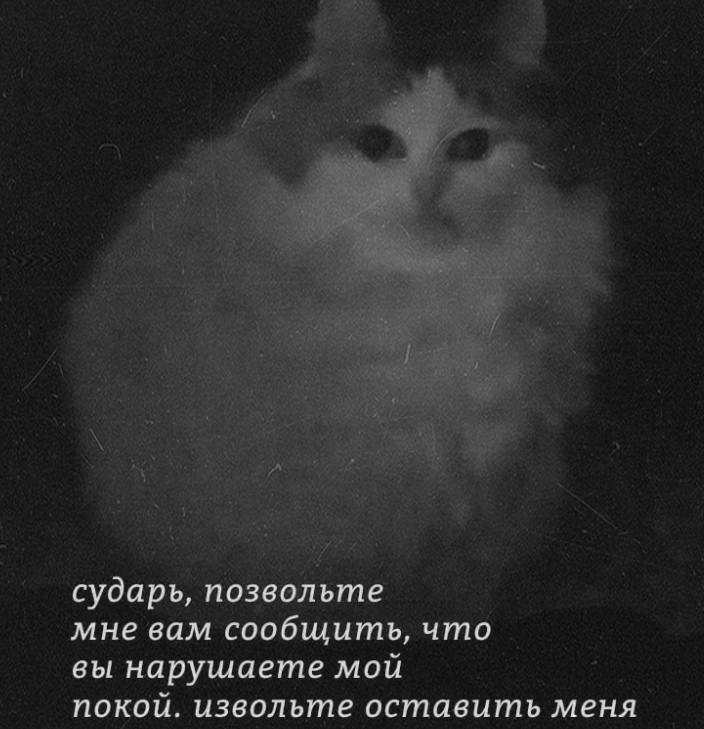 сударь, позвольте
мне вам сообщить, что
вы нарушаете мой
покой. извольте оставить меня